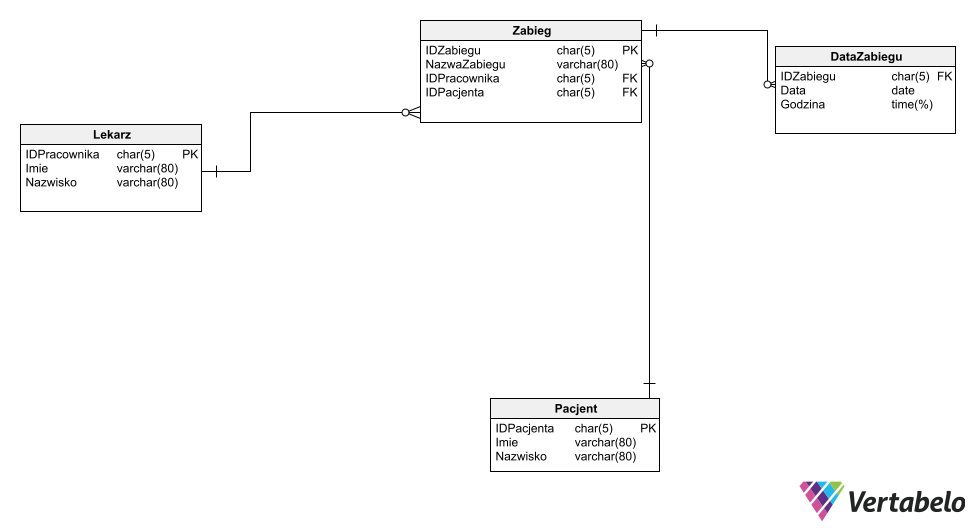 Zabieg
IDZabiegu char(5) PK
NazwaZabiegu varchar(80)
IDPracownika char(5) FK
IDPacjenta char(5) FK
DataZabiegu
IDZabiegu char(5) FK
Data date
Godzina time(%)
Lekarz
IDPracownika char(5) PK
Imie varchar(80)
Nazwisko varchar(80)
Pacjent
IDPacjenta char(5) PK
Imie varchar(80)
Nazwisko varchar(80)
Vertabelo